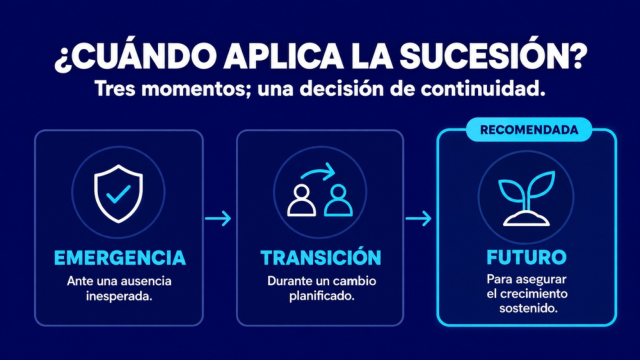 ¿CUÁNDO APLICA LA SUCESIÓN?
Tres momentos; una decisión de continuidad.
EMERGENCIA
Ante una ausencia
inesperada.
TRANSICIÓN
Durante un cambio
planificado.
RECOMENDADA
FUTURO
Para asegurar
el crecimiento
sostenido.